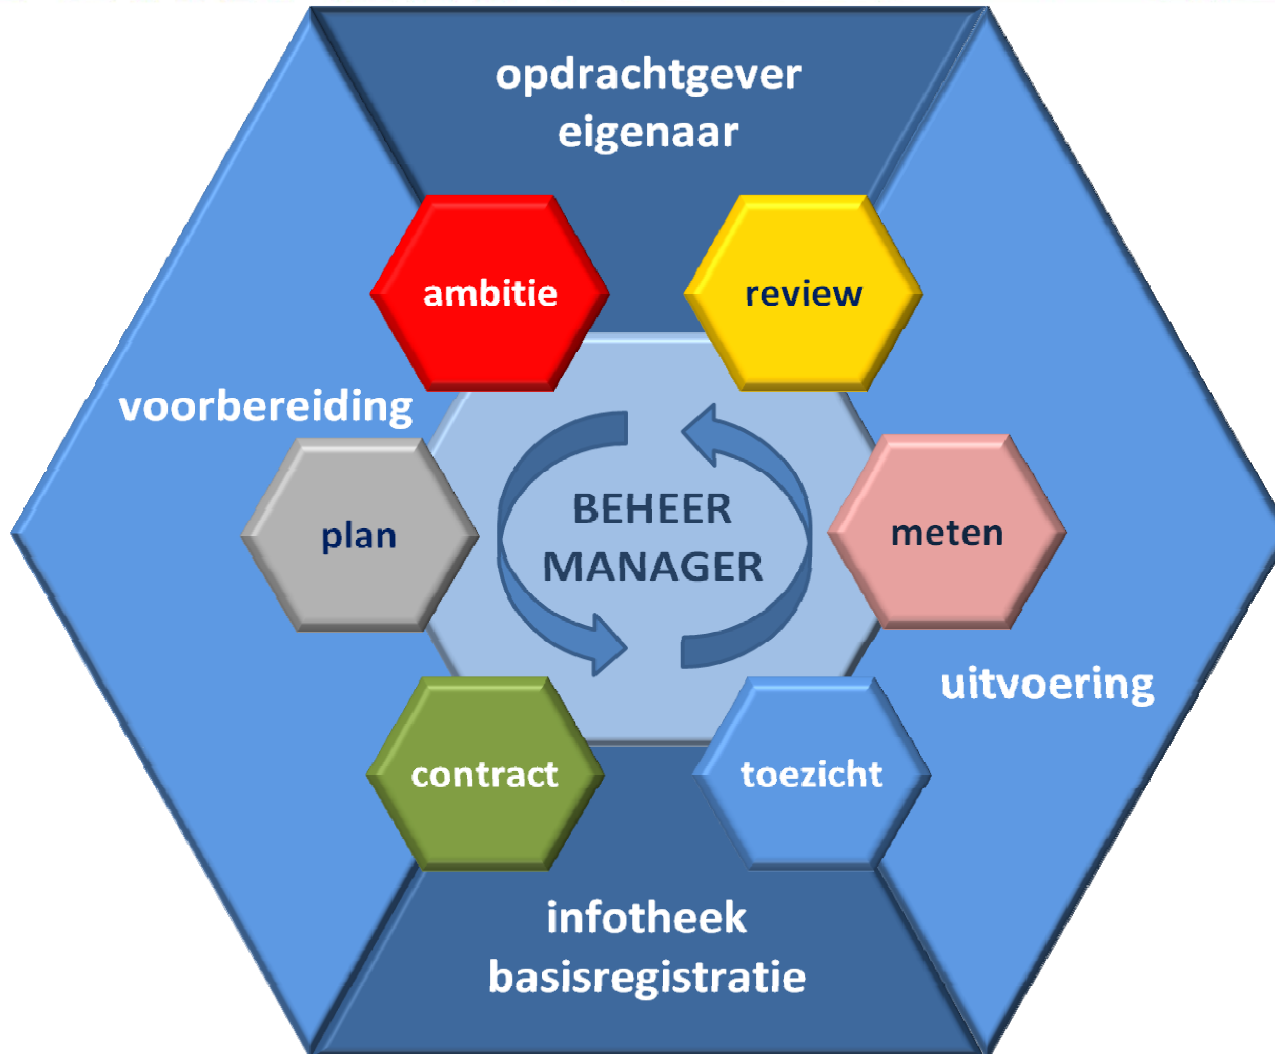 opdrachtgever
eigenaar
ambitie
review
voorbereiding
plan
BEHEER
MANAGER
meten
uitvoering
contract
toezicht
infotheek
basisregistratie